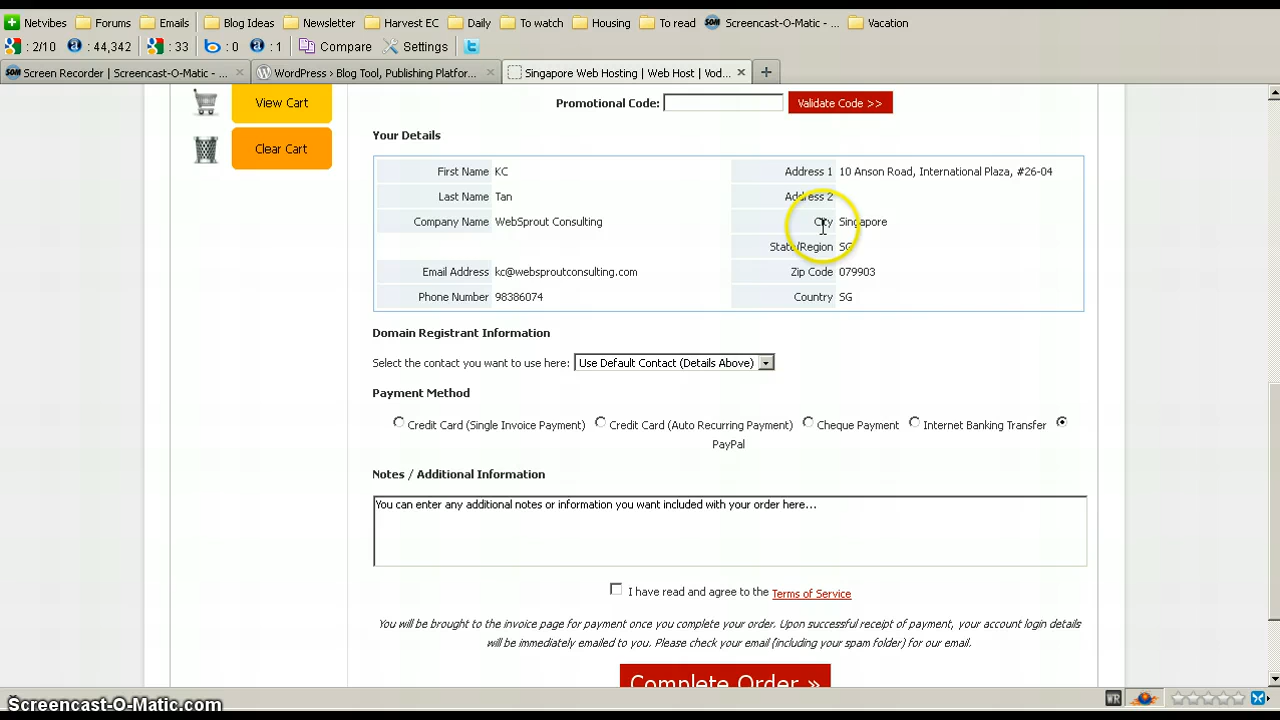 Netvibes Forums Emails Blog Ideas Newsletter Harvest EC Daily To watch Housing To read Screencast-O-Matic - ... Vacation
: 2/10 : 44,342 : 33 : 0 : 1 Compare Settings
Screen Recorder | Screencast-O-Matic - ... WordPress › Blog Tool, Publishing Platfor... Singapore Web Hosting | Web Host | Vod...
View Cart
Promotional Code: Validate Code >>
Clear Cart
Your Details
First Name KC Address 1 10 Anson Road, International Plaza, #26-04
Last Name Tan Address 2
Company Name WebSprout Consulting City Singapore
State/Region SG
Email Address kc@websproutconsulting.com Zip Code 079903
Phone Number 98386074 Country SG
Domain Registrant Information
Select the contact you want to use here: Use Default Contact (Details Above)
Payment Method
Credit Card (Single Invoice Payment) Credit Card (Auto Recurring Payment) Cheque Payment Internet Banking Transfer
PayPal
Notes / Additional Information
You can enter any additional notes or information you want included with your order here...
I have read and agree to the Terms of Service
You will be brought to the invoice page for payment once you complete your order. Upon successful receipt of payment, your account login details
will be immediately emailed to you. Please check your email (including your spam folder) for our email.
Complete Order »
Screencast-O-Matic.com WR